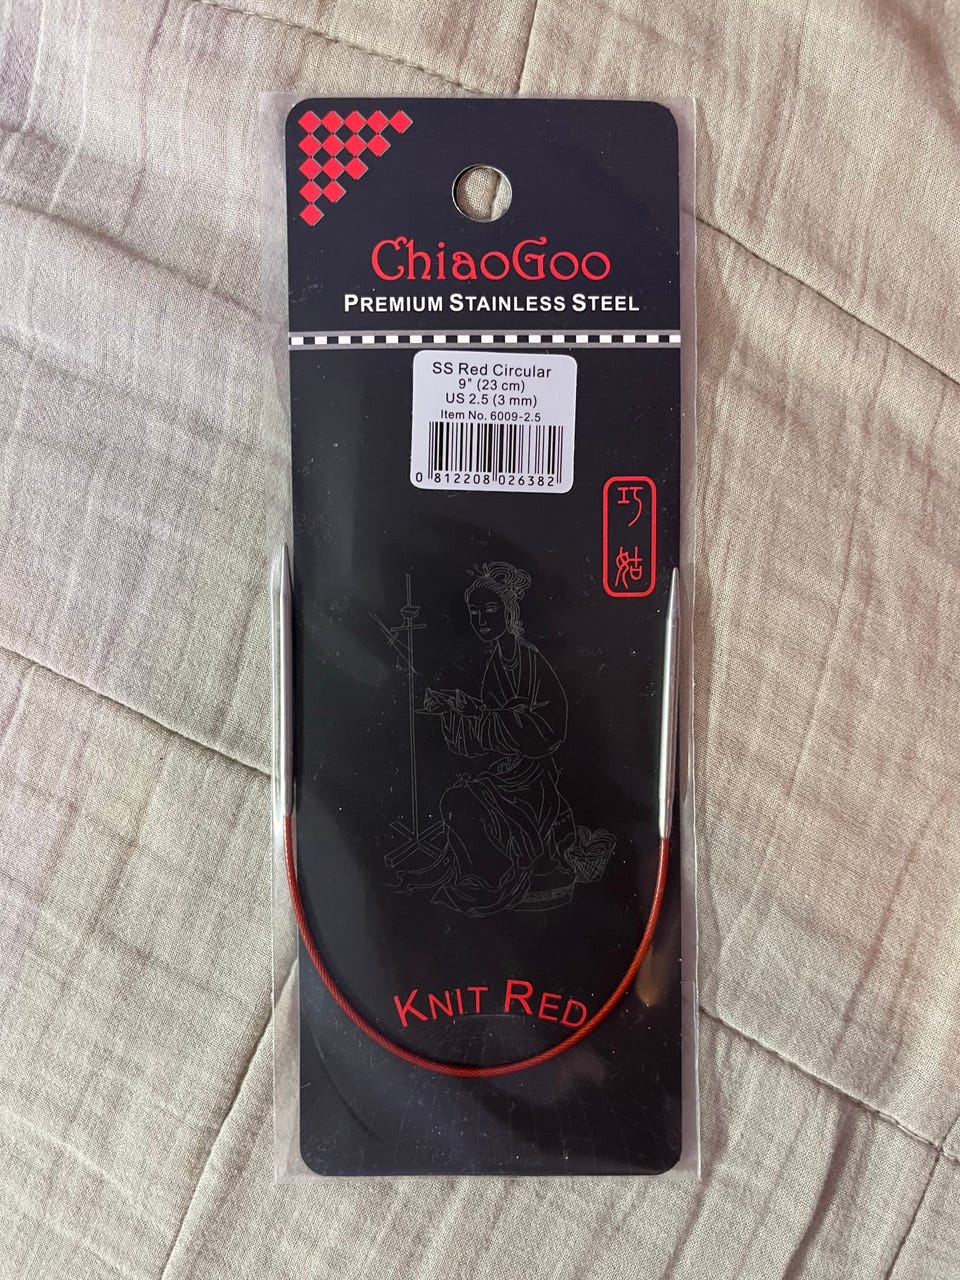 ChiaoGoo
PREMIUM STAINLESS STEEL
SS Red Circular
9" (23 cm)
US 2.5 (3 mm)
Item No. 6009-2.5
0 812208 026382
巧
姑
KNIT RED